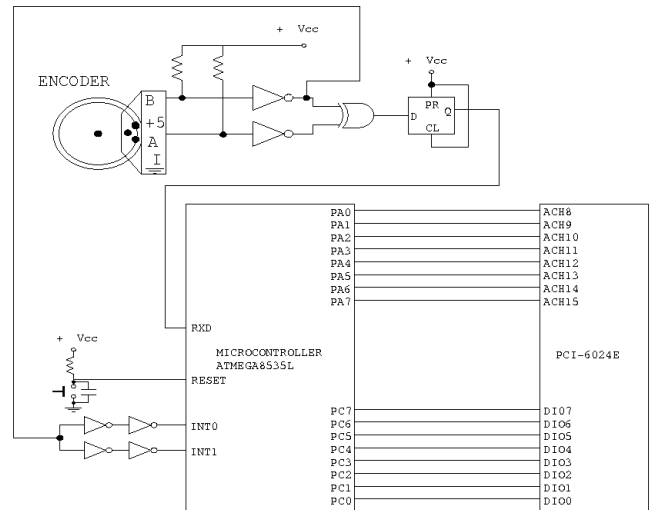 + Vcc
ENCODER
B
+5
A
I
+ Vcc
PR
D
Q
CL
PA0
PA1
PA2
PA3
PA4
PA5
PA6
PA7
ACH8
ACH9
ACH10
ACH11
ACH12
ACH13
ACH14
ACH15
RXD
MICROCONTROLLER
ATMEGA8535L
PCI-6024E
+ Vcc
RESET
INT0
INT1
PC7
PC6
PC5
PC4
PC3
PC2
PC1
PC0
DIO7
DIO6
DIO5
DIO4
DIO3
DIO2
DIO1
DIO0